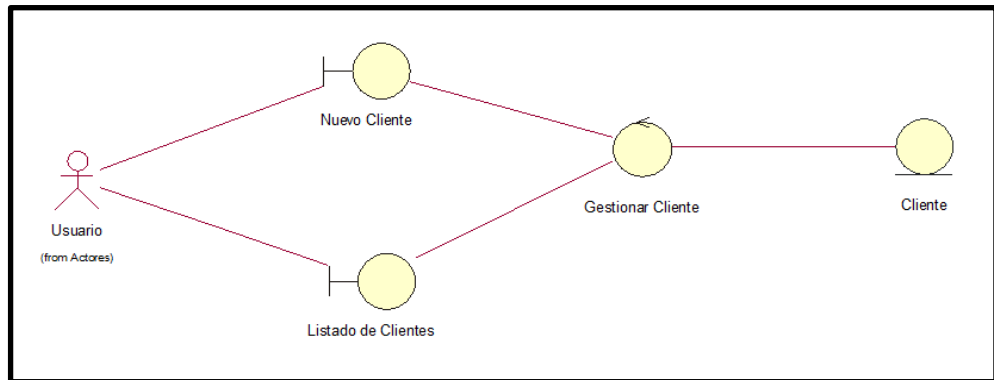 Nuevo Cliente
Usuario
(from Actores)
Gestionar Cliente
Cliente
Listado de Clientes